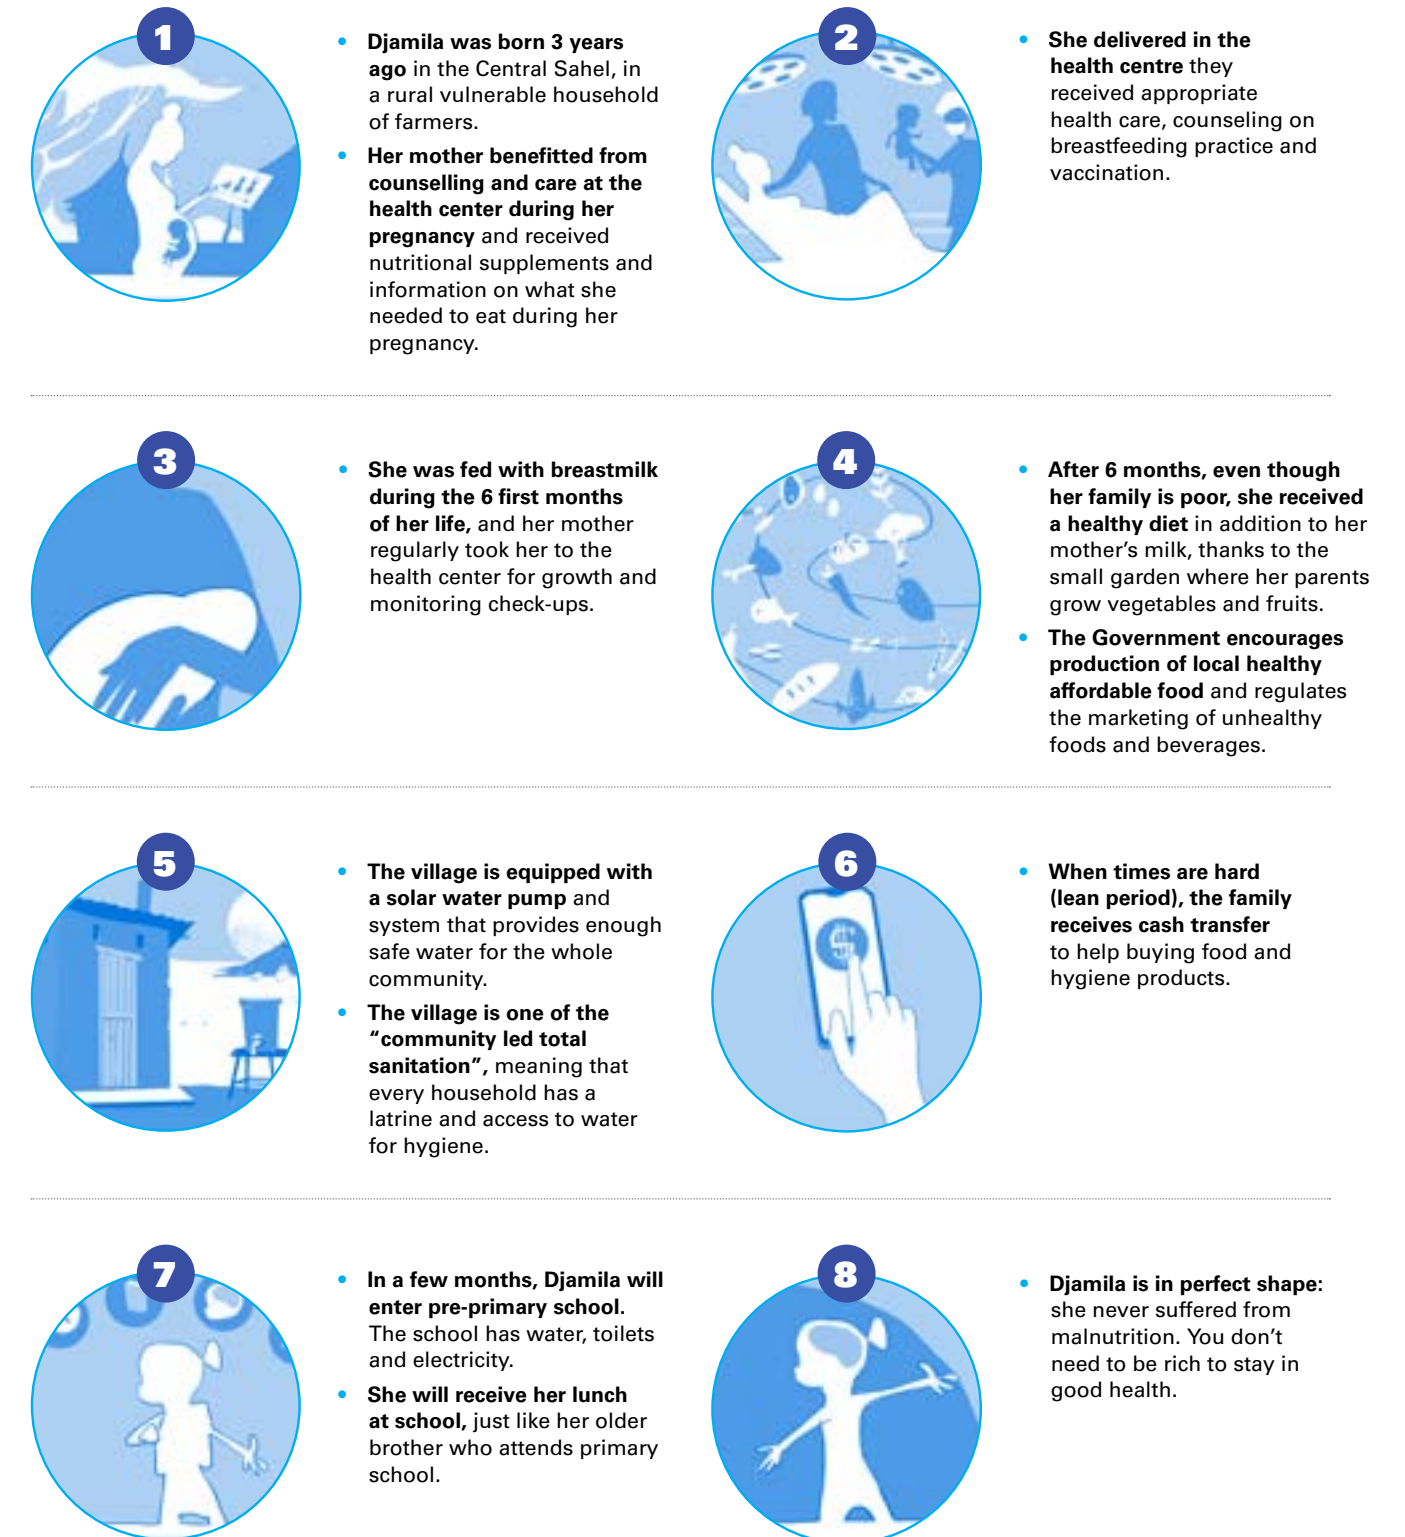 1
• Djamila was born 3 years
ago in the Central Sahel, in
a rural vulnerable household
of farmers.
• Her mother benefitted from
counselling and care at the
health center during her
pregnancy and received
nutritional supplements and
information on what she
needed to eat during her
pregnancy.
2
• She delivered in the
health centre they
received appropriate
health care, counseling on
breastfeeding practice and
vaccination.
3
• She was fed with breastmilk
during the 6 first months
of her life, and her mother
regularly took her to the
health center for growth and
monitoring check-ups.
4
• After 6 months, even though
her family is poor, she received
a healthy diet in addition to her
mother’s milk, thanks to the
small garden where her parents
grow vegetables and fruits.
• The Government encourages
production of local healthy
affordable food and regulates
the marketing of unhealthy
foods and beverages.
5
• The village is equipped with
a solar water pump and
system that provides enough
safe water for the whole
community.
• The village is one of the
“community led total
sanitation”, meaning that
every household has a
latrine and access to water
for hygiene.
6
$
• When times are hard
(lean period), the family
receives cash transfer
to help buying food and
hygiene products.
7
• In a few months, Djamila will
enter pre-primary school.
The school has water, toilets
and electricity.
• She will receive her lunch
at school, just like her older
brother who attends primary
school.
8
• Djamila is in perfect shape:
she never suffered from
malnutrition. You don’t
need to be rich to stay in
good health.